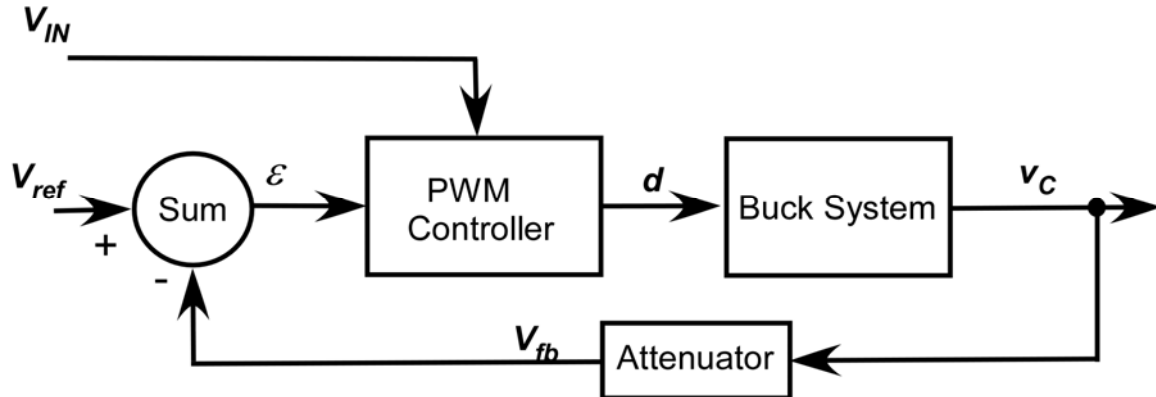 V_IN
V_ref
+
-
Sum
ε
PWM
Controller
d
Buck System
v_C
V_fb
Attenuator